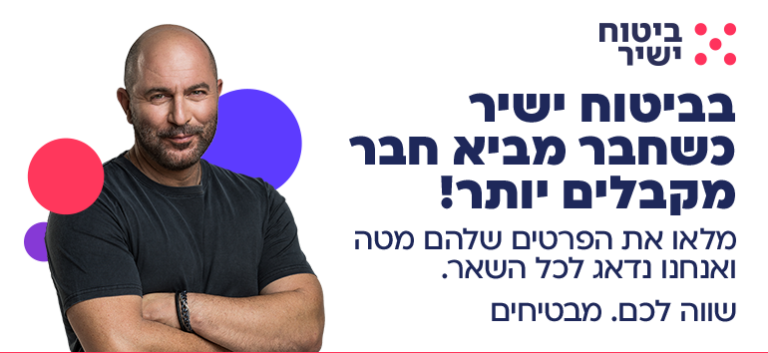 ביטוח
ישיר
בביטוח ישיר
כשחבר מביא חבר
מקבלים יותר!
מלאו את הפרטים שלהם מטה
ואנחנו נדאג לכל השאר.
שווה לכם. מבטיחים